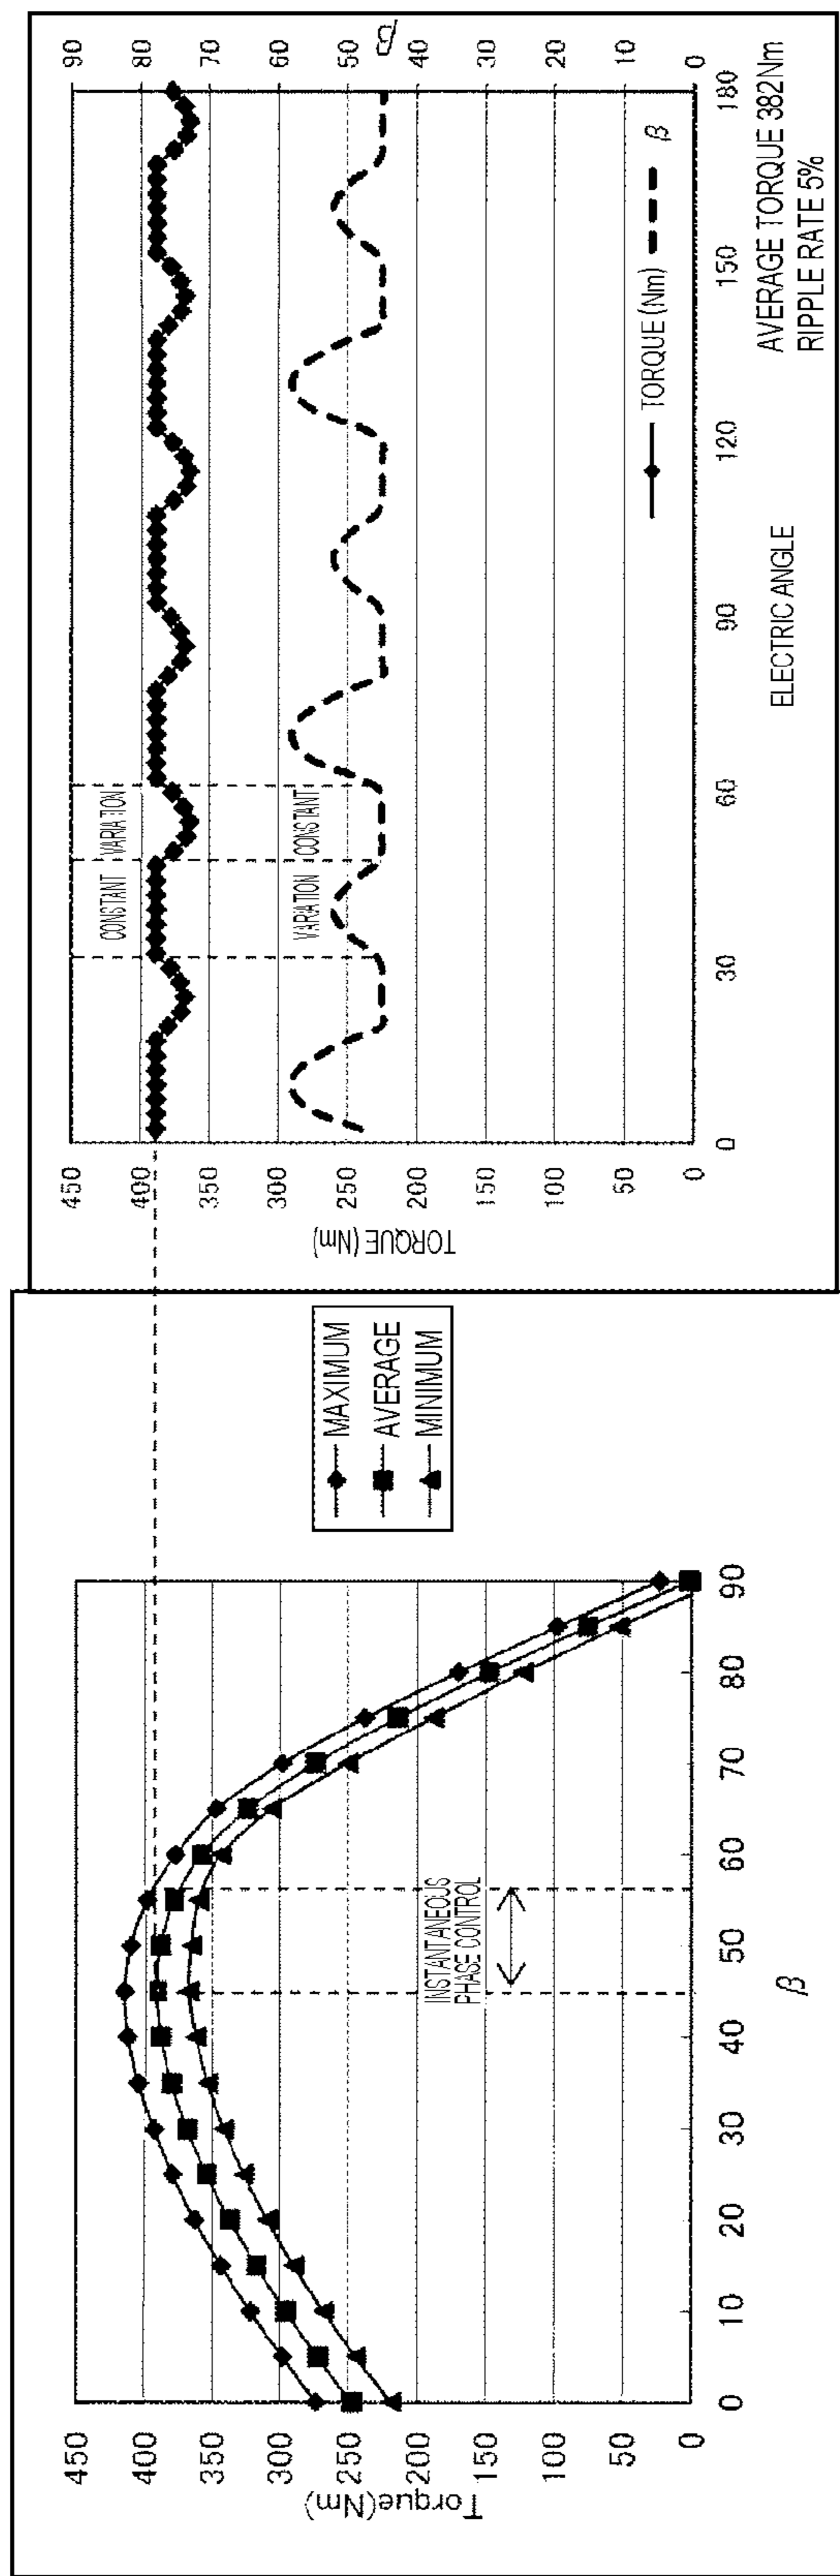 450
400
350
300
250
200
150
100
50
0
Torque(Nm)
0
10
20
30
40
50
60
70
80
90
β
INSTANTANEOUS
PHASE CONTROL
MAXIMUM
AVERAGE
MINIMUM
450
400
350
300
250
200
150
100
50
0
TORQUE (Nm)
CONSTANT
VARIATION
VARIATION
CONSTANT
90
80
70
60
50
40
30
20
10
0
β
TORQUE (Nm)
β
0
30
60
90
120
150
180
ELECTRIC ANGLE
AVERAGE TORQUE 382Nm
RIPPLE RATE 5%